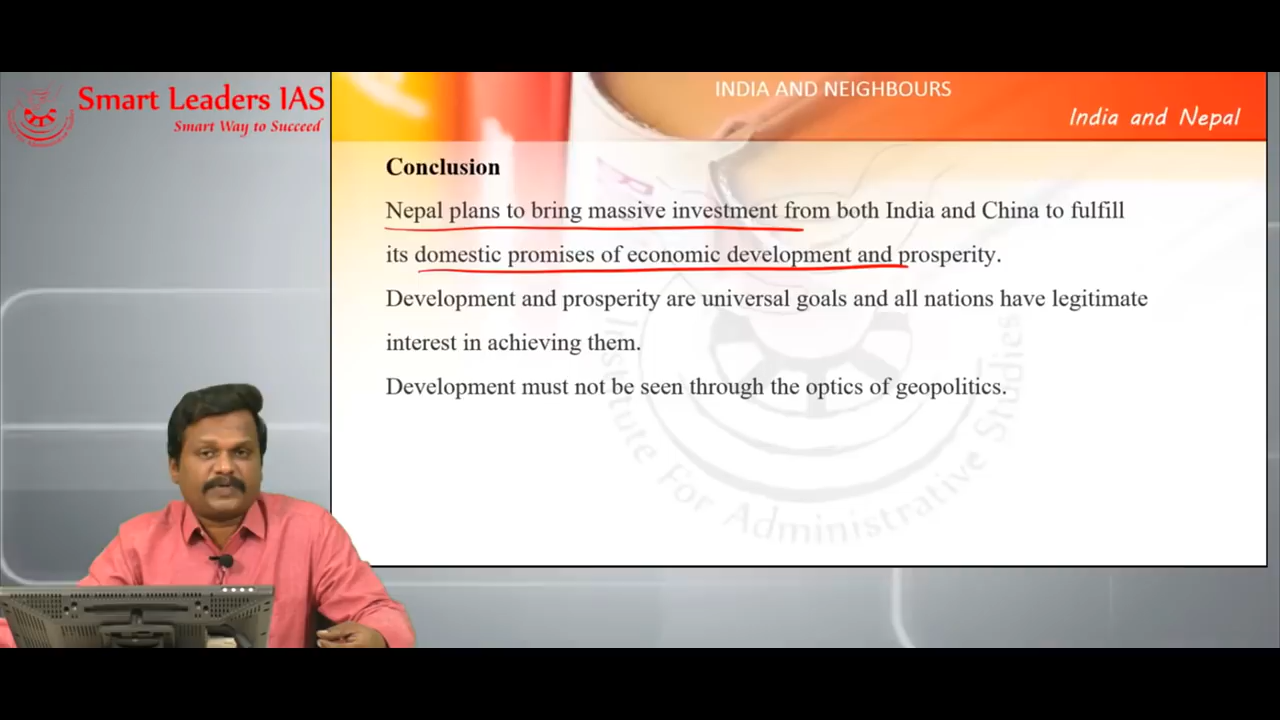 Smart Leaders IAS
Smart Way to Succeed
INDIA AND NEIGHBOURS
India and Nepal
Conclusion
Nepal plans to bring massive investment from both India and China to fulfill
its domestic promises of economic development and prosperity.
Development and prosperity are universal goals and all nations have legitimate
interest in achieving them.
Development must not be seen through the optics of geopolitics.
Institute For Administrative Studies